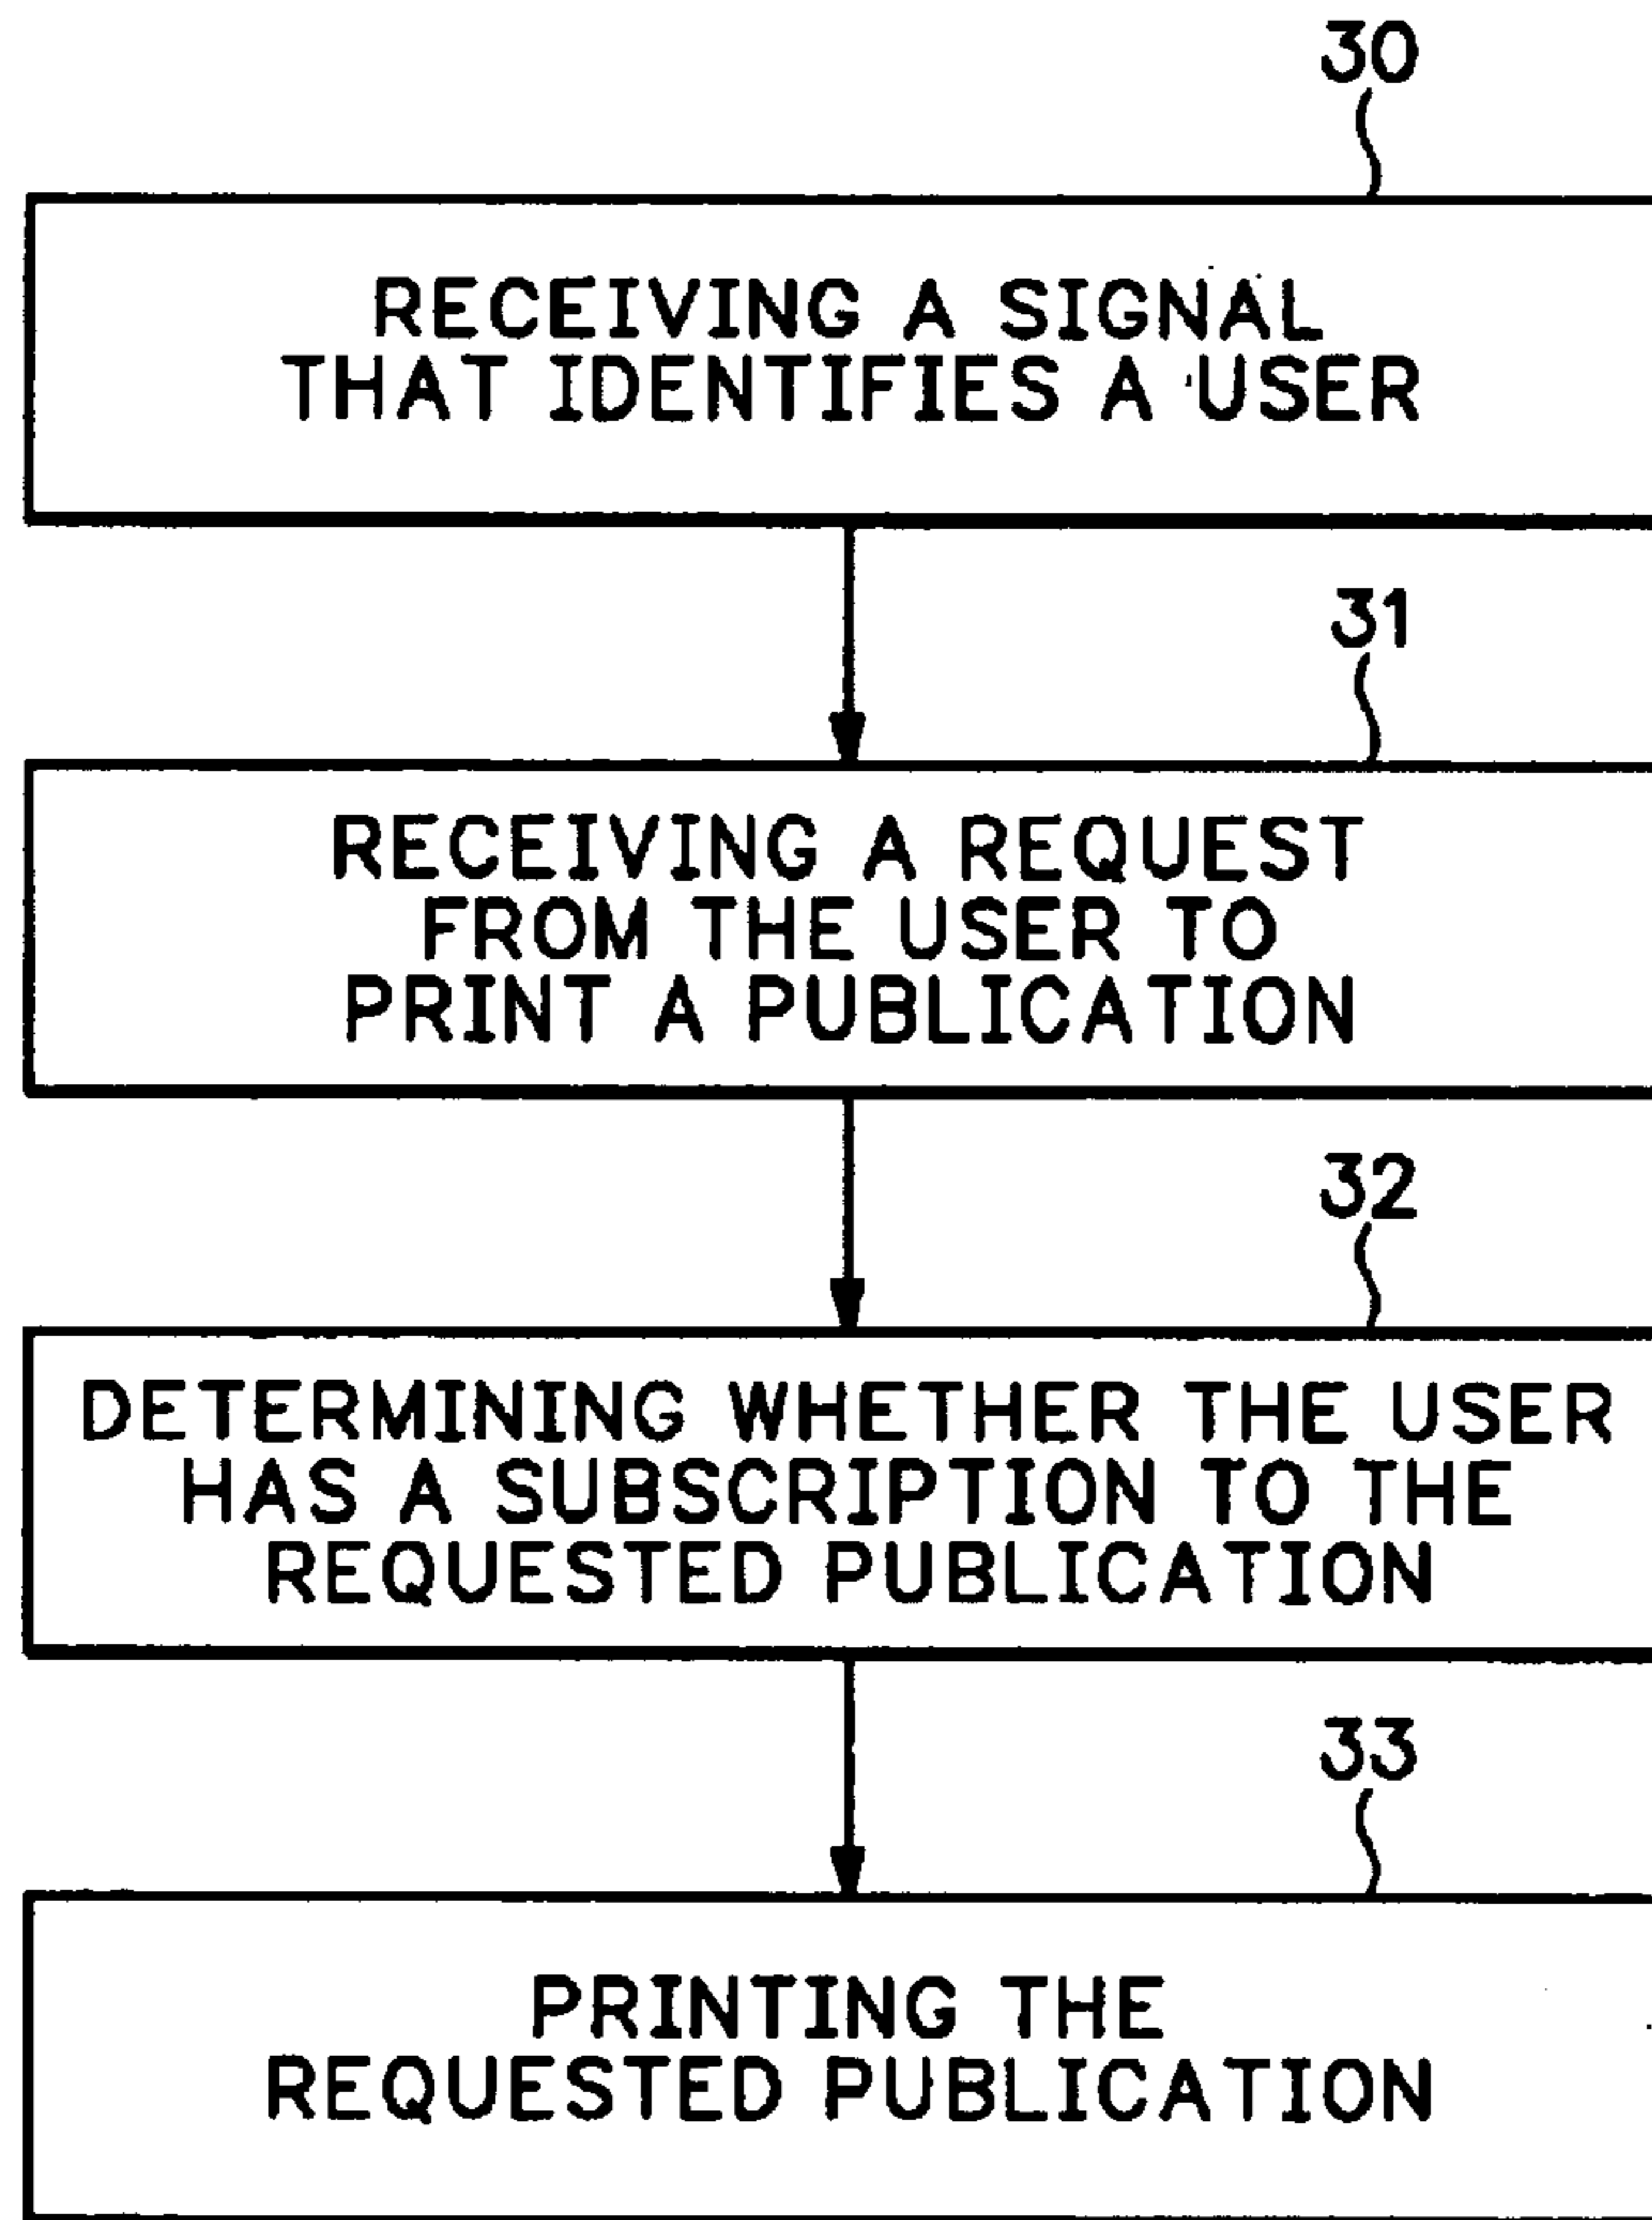 30
RECEIVING A SIGNAL
THAT IDENTIFIES A USER
31
RECEIVING A REQUEST
FROM THE USER TO
PRINT A PUBLICATION
32
DETERMINING WHETHER THE USER
HAS A SUBSCRIPTION TO THE
REQUESTED PUBLICATION
33
PRINTING THE
REQUESTED PUBLICATION